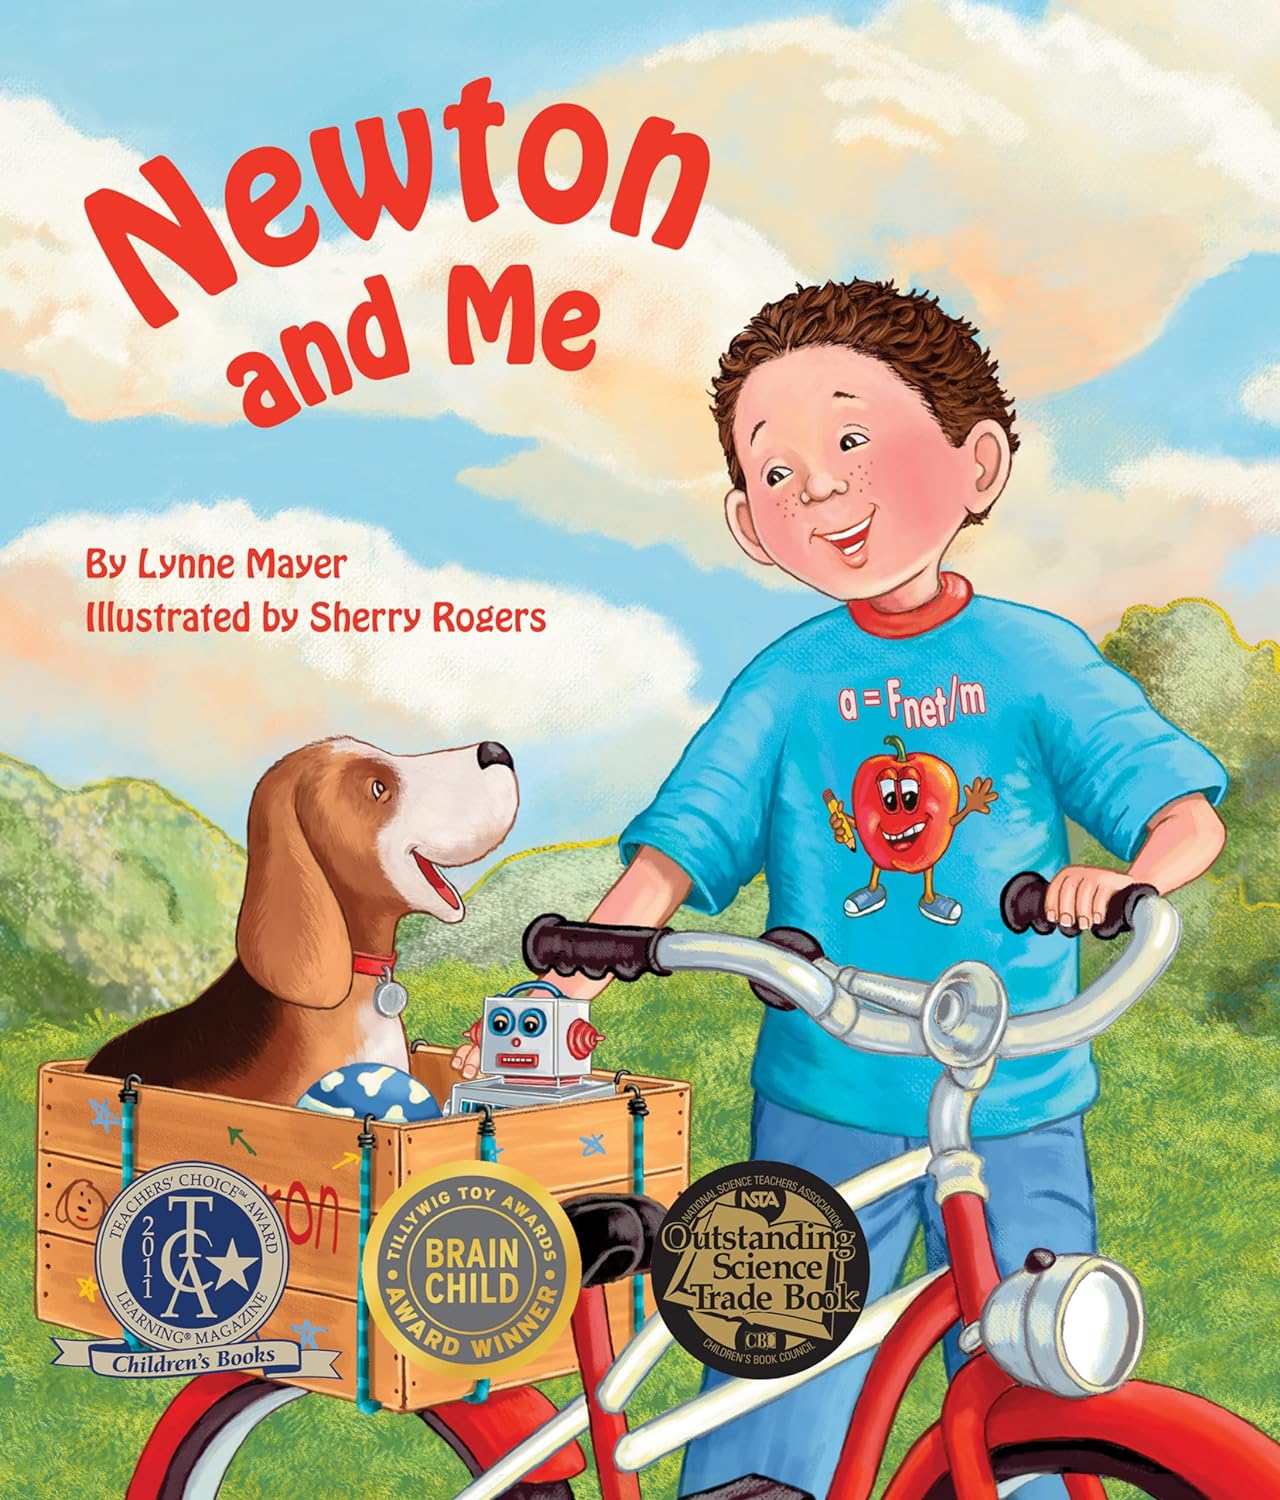 Newton
and Me
By Lynne Mayer
Illustrated by Sherry Rogers
a = Fnet/m
on
TEACHERS' CHOICE℠ AWARD
2011
TCA
LEARNING® MAGAZINE
Children's Books
TILLYWIG TOY AWARDS
BRAIN
CHILD
AWARD WINNER
NATIONAL SCIENCE TEACHERS ASSOCIATION
NSTA
Outstanding
Science
Trade Book
CBC
CHILDREN'S BOOK COUNCIL